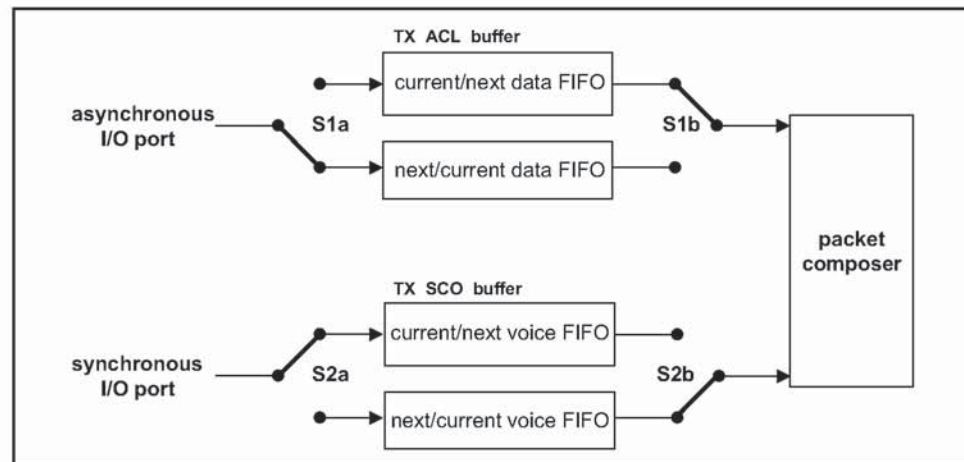 TX ACL buffer
current/next data FIFO
asynchronous
I/O port
S1a
S1b
next/current data FIFO
packet
composer
TX SCO buffer
current/next voice FIFO
synchronous
I/O port
S2a
S2b
next/current voice FIFO